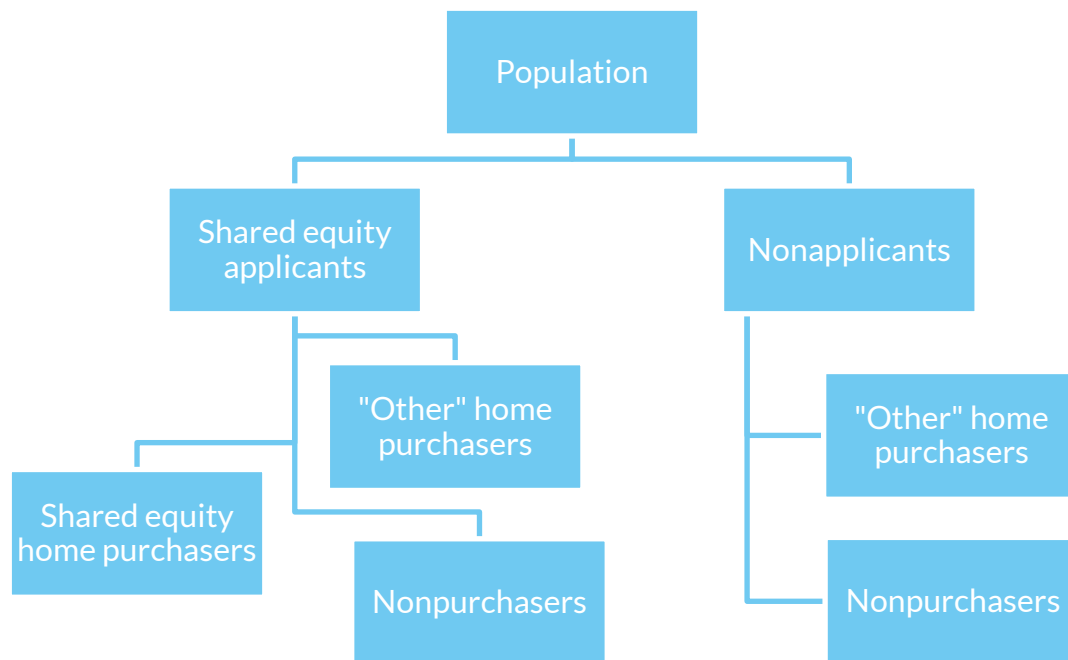 Population
Shared equity
applicants
Nonapplicants
"Other" home
purchasers
"Other" home
purchasers
Shared equity
home purchasers
Nonpurchasers
Nonpurchasers